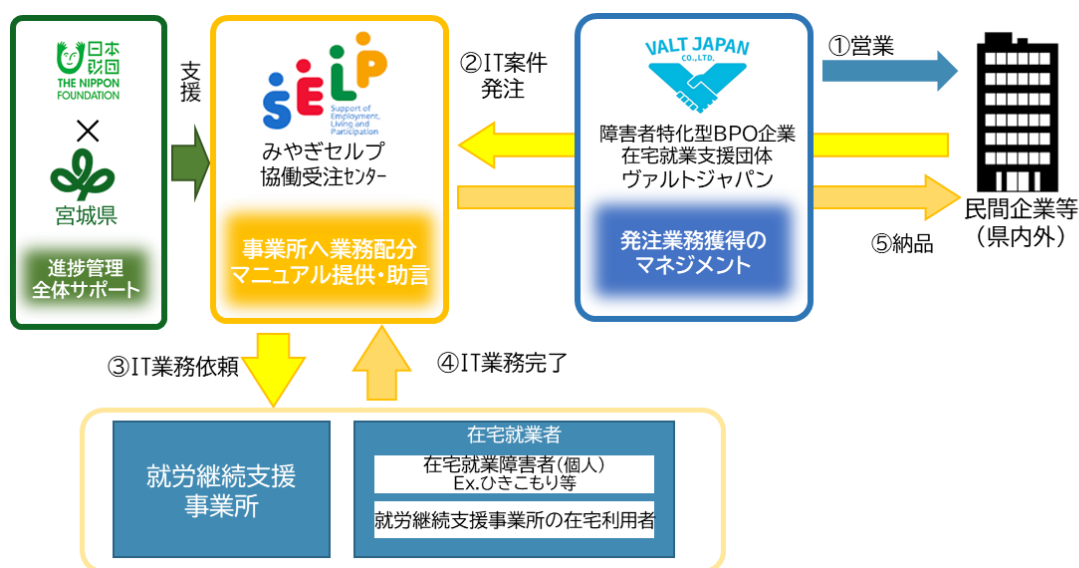 日本
財団
THE NIPPON
FOUNDATION
×
宮城県
進捗管理
全体サポート
支
援
SELP
Support of
Employment,
Living and
Participation
みやぎセルプ
協働受注センター
事業所へ業務配分
マニュアル提供・助言
②IT案件
発注
VALT JAPAN
CO.,LTD.
障害者特化型BPO企業
在宅就業支援団体
ヴァルトジャパン
発注業務獲得の
マネジメント
①営業
民間企業等
（県内外）
⑤納品
③IT業務依頼
④IT業務完了
就労継続支援
事業所
在宅就業者
在宅就業障害者（個人）
Ex.ひきこもり等
就労継続支援事業所の在宅利用者